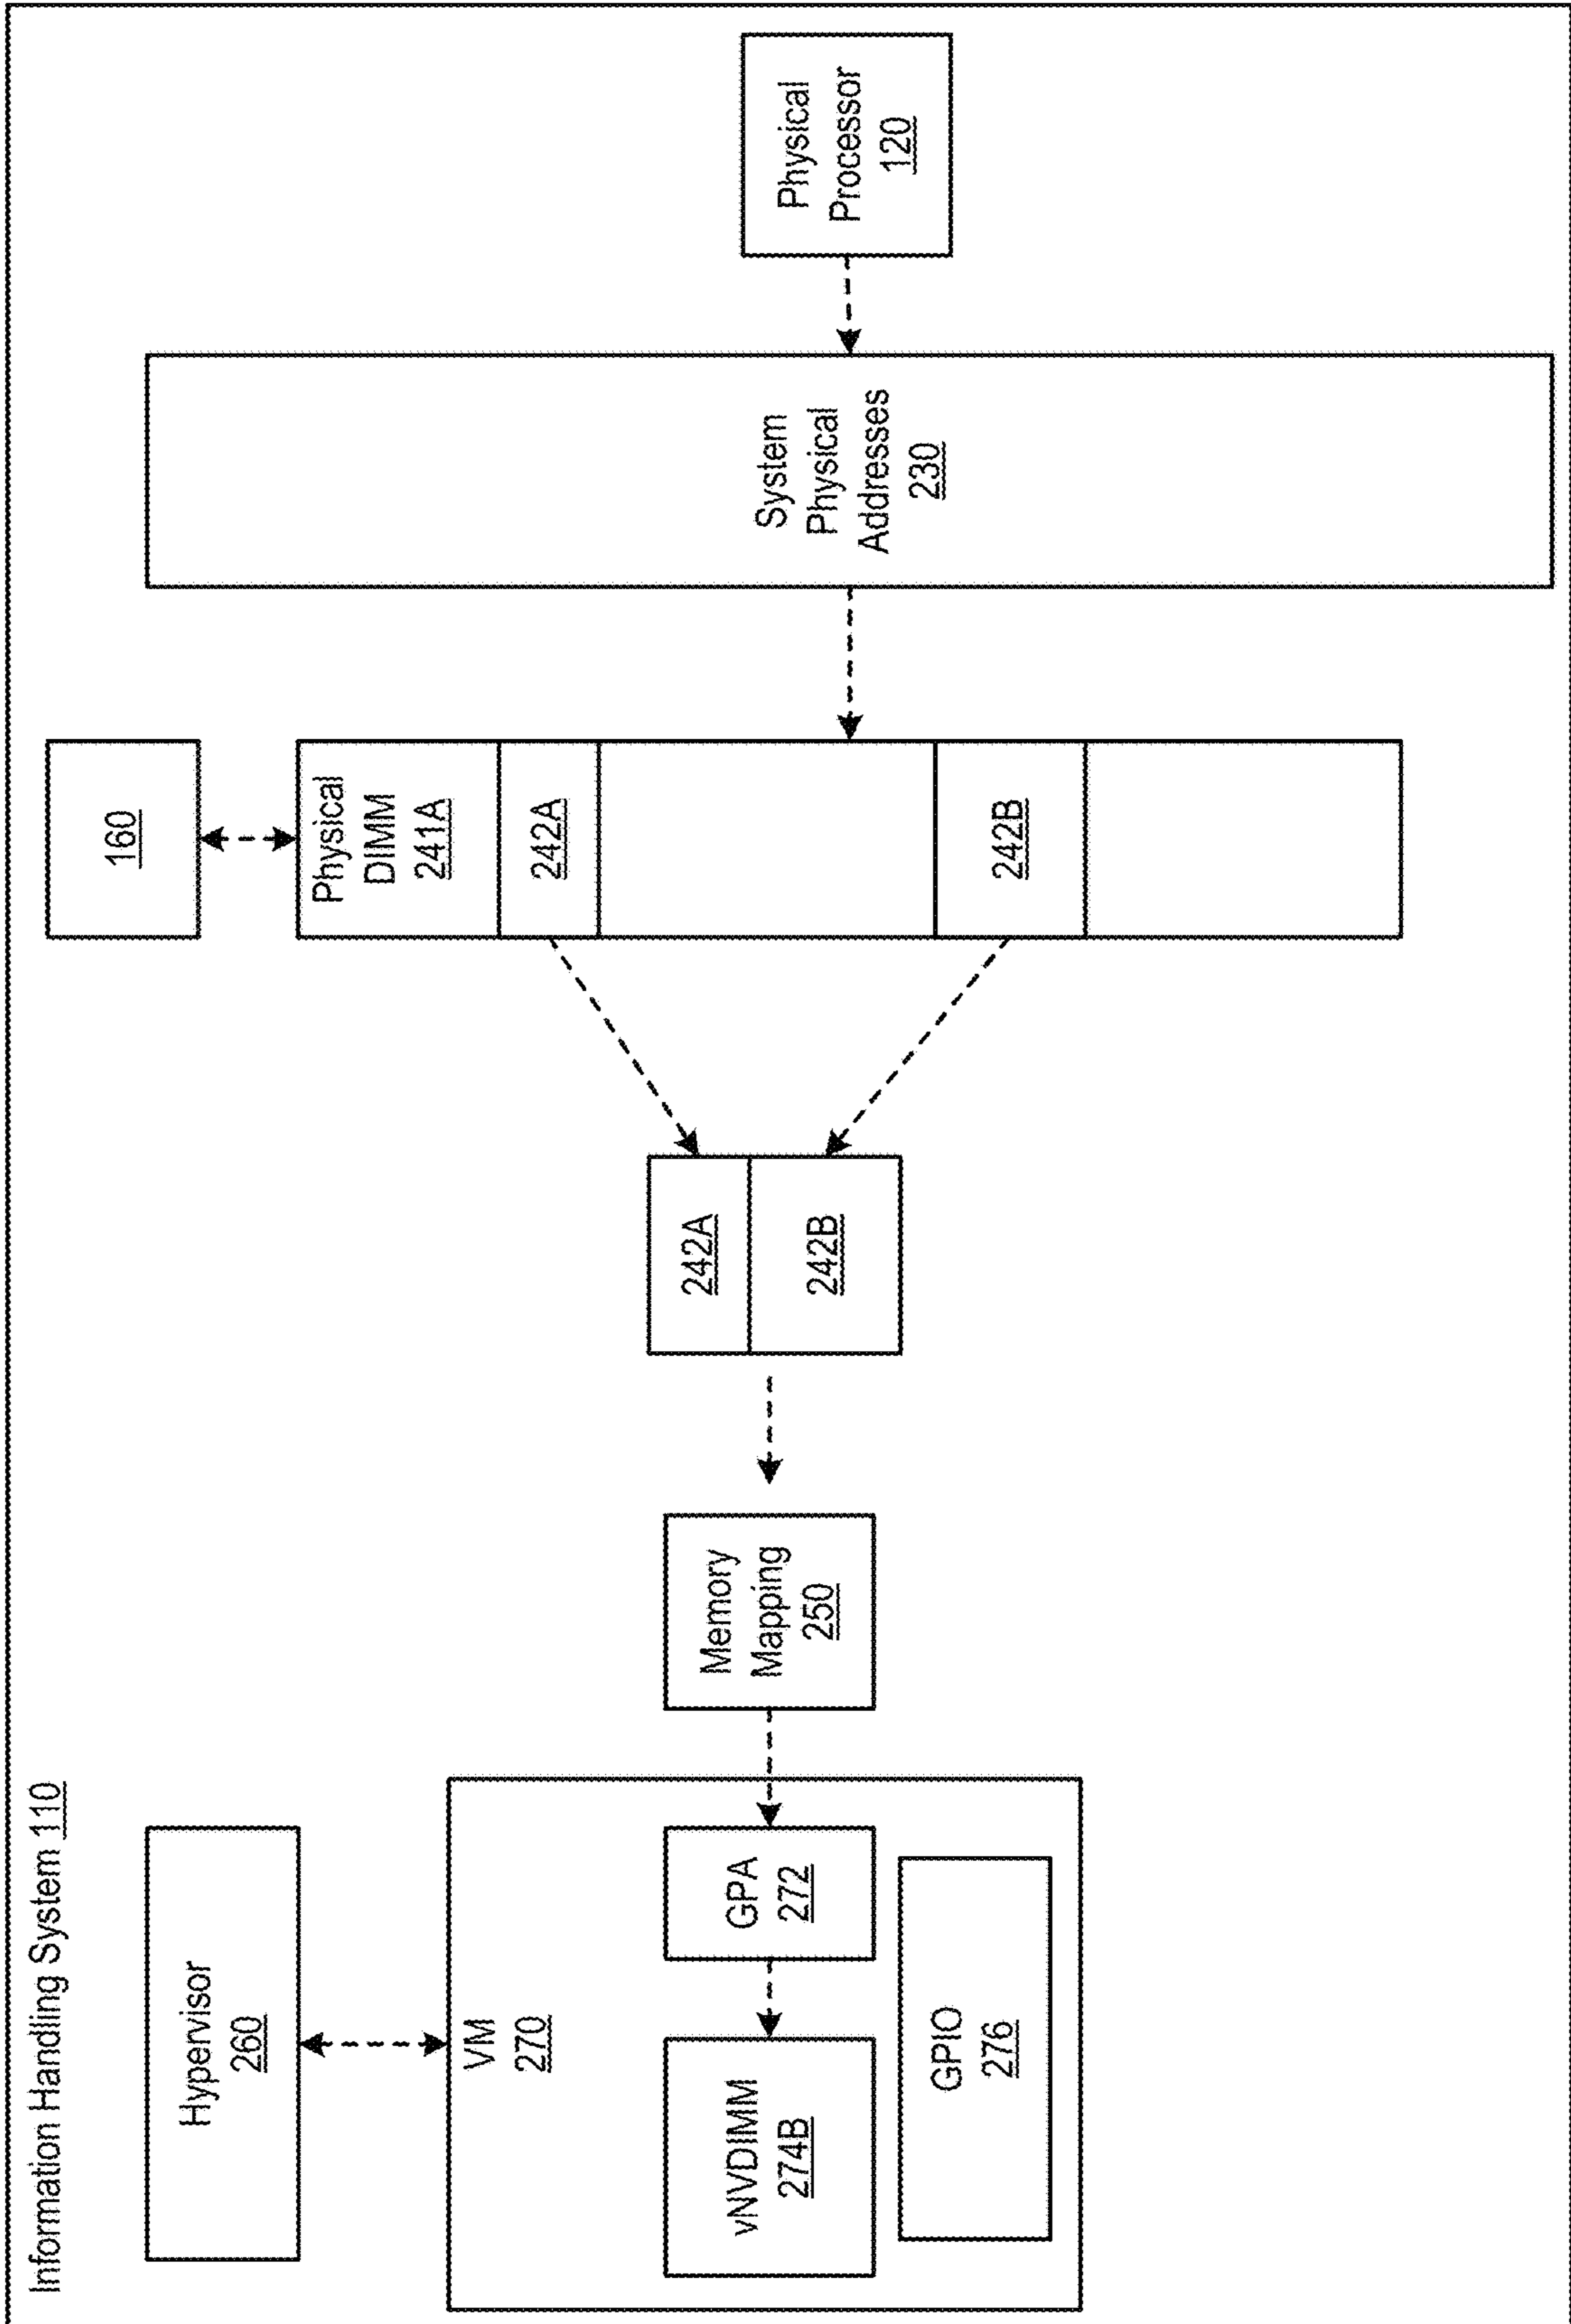 Information Handling System 110
Hypervisor
260
VM
270
vNVDIMM
274B
GPA
272
GPIO
276
Memory
Mapping
250
242A
242B
160
Physical
DIMM
241A
242A
242B
System
Physical
Addresses
230
Physical
Processor
120